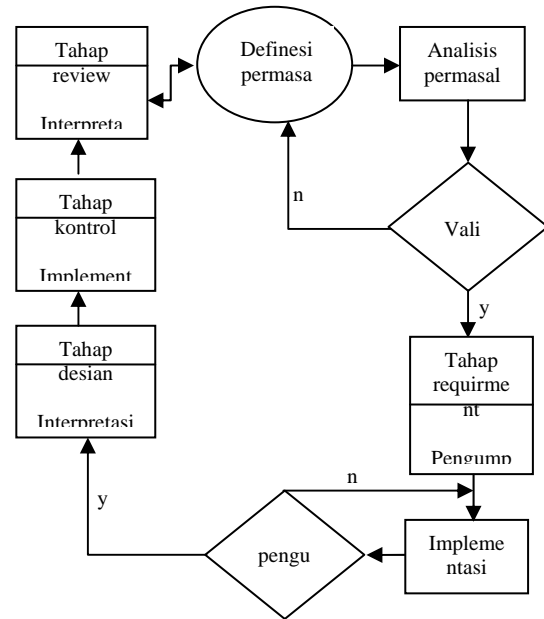 Definesi
permasa
Analisis
permasal
Vali
n
y
Tahap
requirme
nt
Pengump
Impleme
ntasi
pengu
n
y
Tahap
desian
Interpretasi
Tahap
kontrol
Implement
Tahap
review
Interpreta